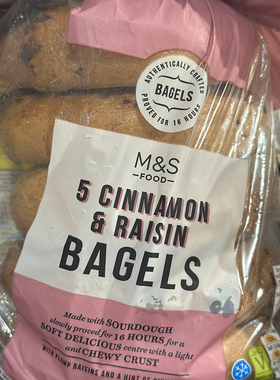 AUTHENTICALLY CRAFTED
BAGELS
PROVED FOR 16 HOURS
M&S
FOOD
5 CINNAMON
& RAISIN
BAGELS
Made with SOURDOUGH
slowly proved for 16 HOURS for a
SOFT DELICIOUS centre with a light
and CHEWY CRUST
WITH PLUMP RAISINS AND A HINT OF